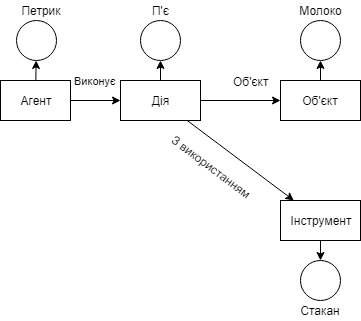 Петрик
П'є
Молоко
Виконує
Об'єкт
Агент
Дія
Об'єкт
З використанням
Інструмент
Стакан